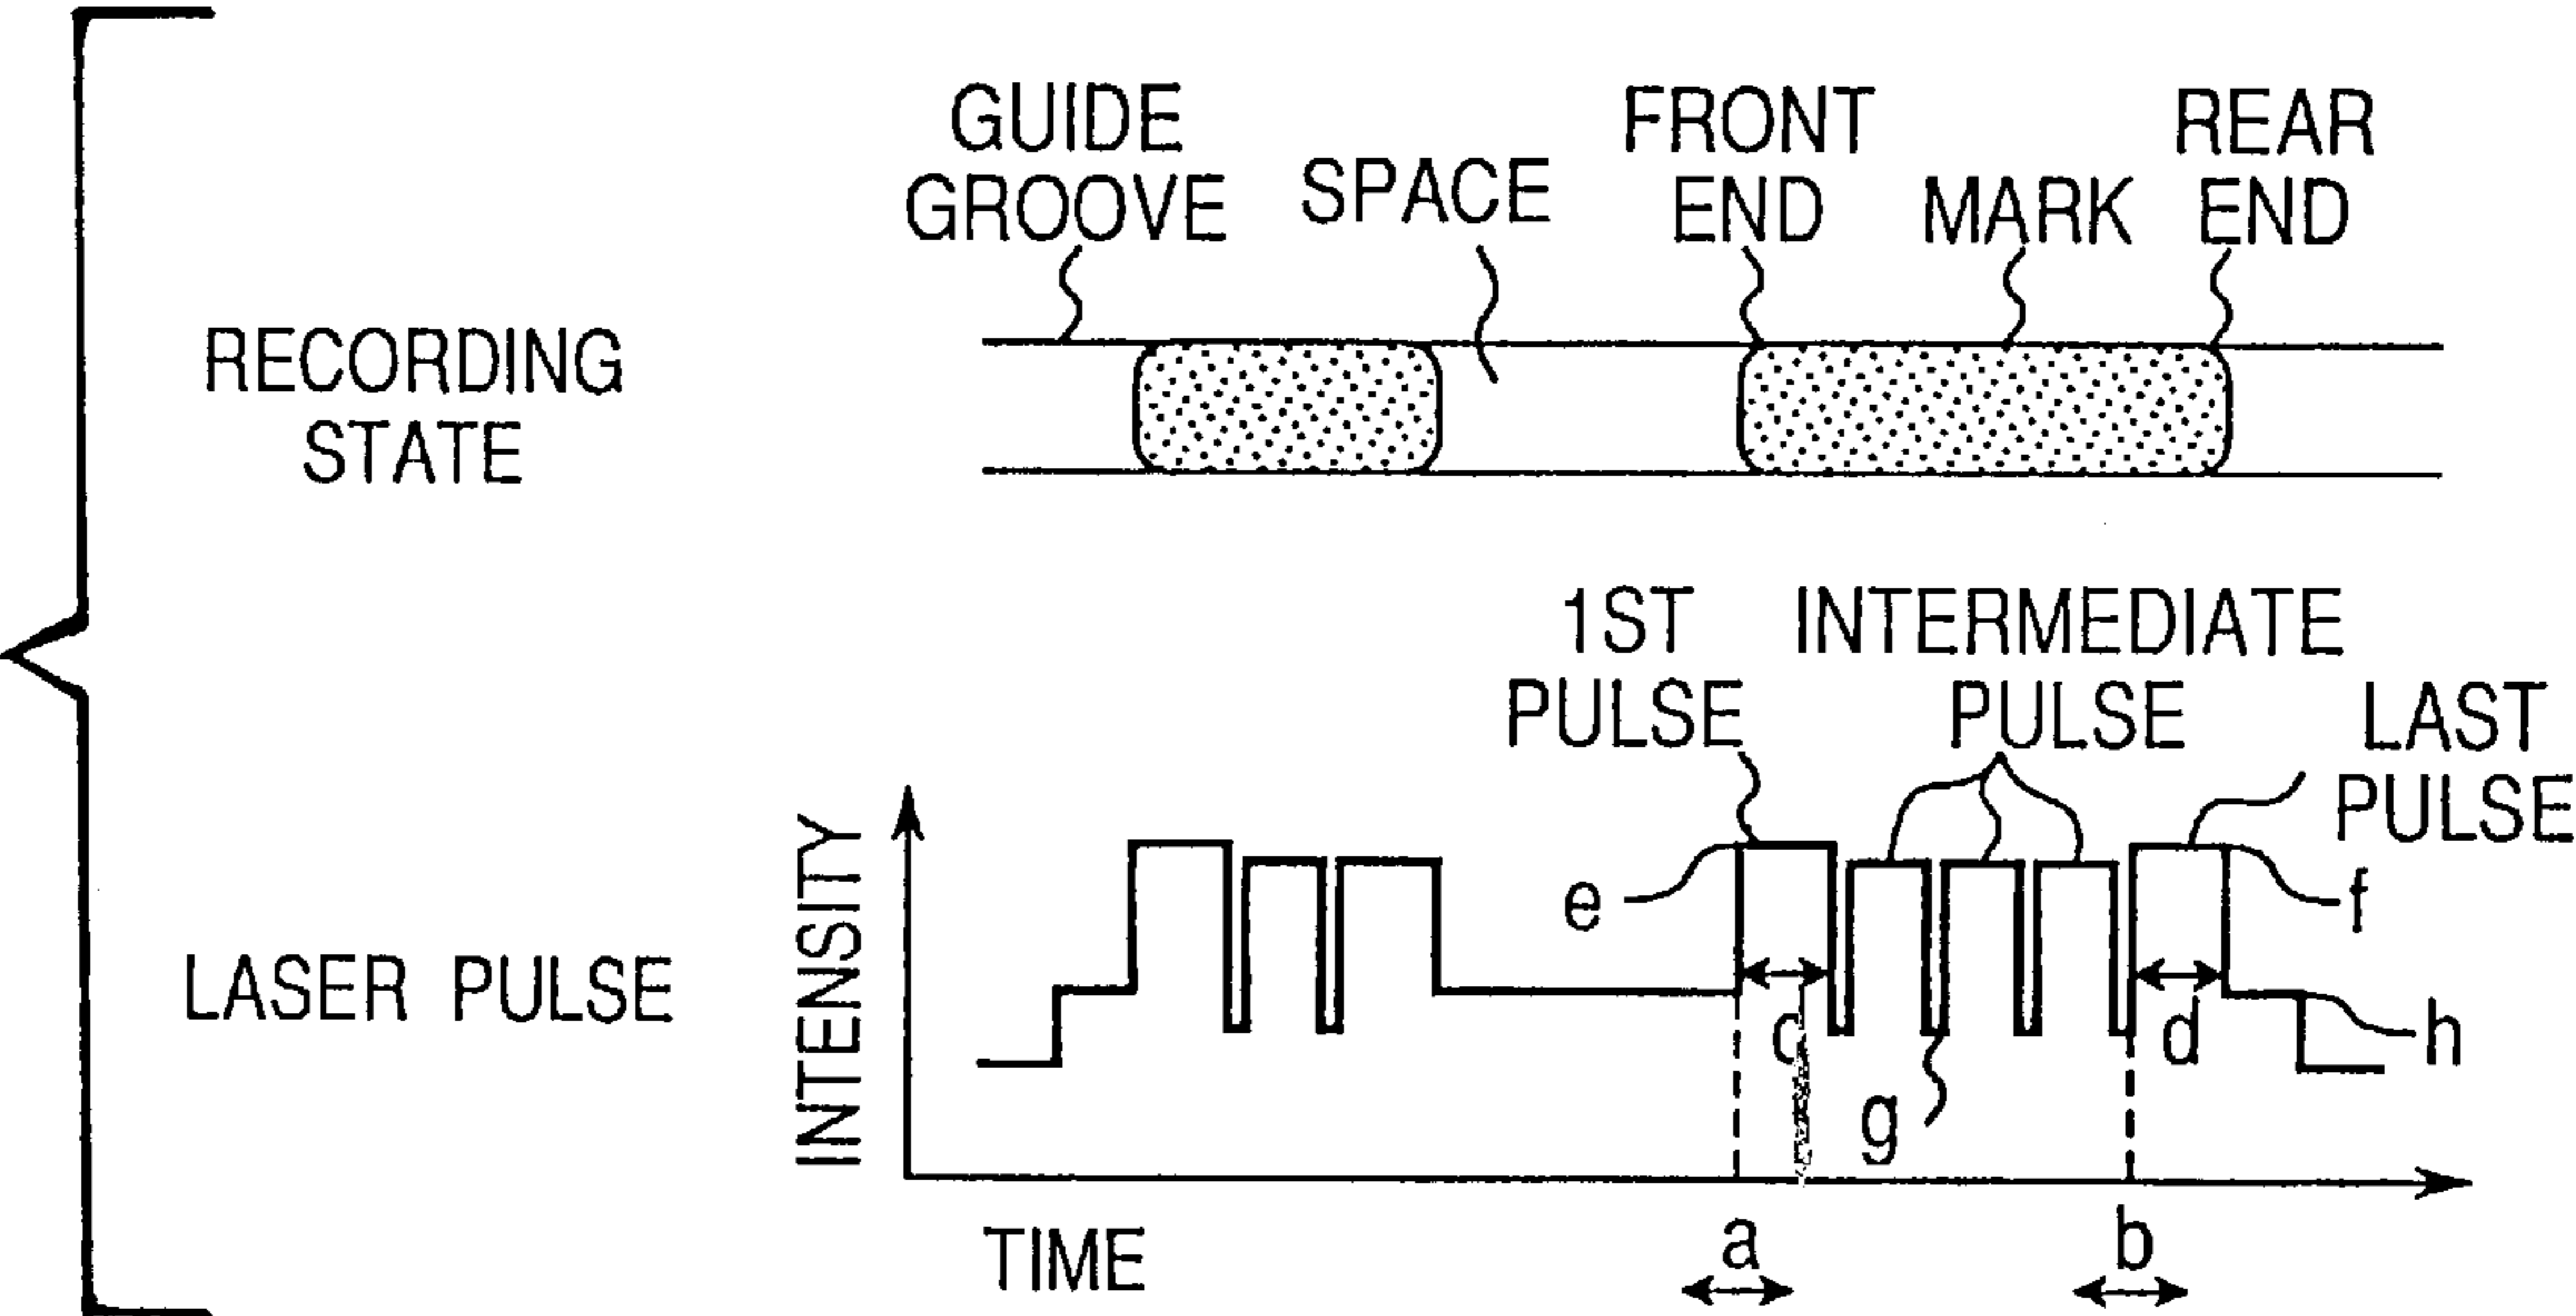 GUIDE
GROOVE
SPACE
FRONT
END
MARK
REAR
END
RECORDING
STATE
1ST
PULSE
INTERMEDIATE
PULSE
LAST
PULSE
LASER PULSE
INTENSITY
e
f
c
d
h
g
TIME
a
b